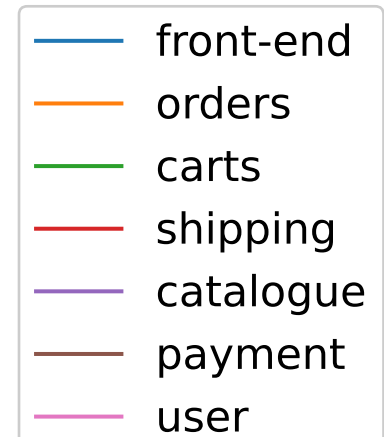 front-end
orders
carts
shipping
catalogue
payment
user